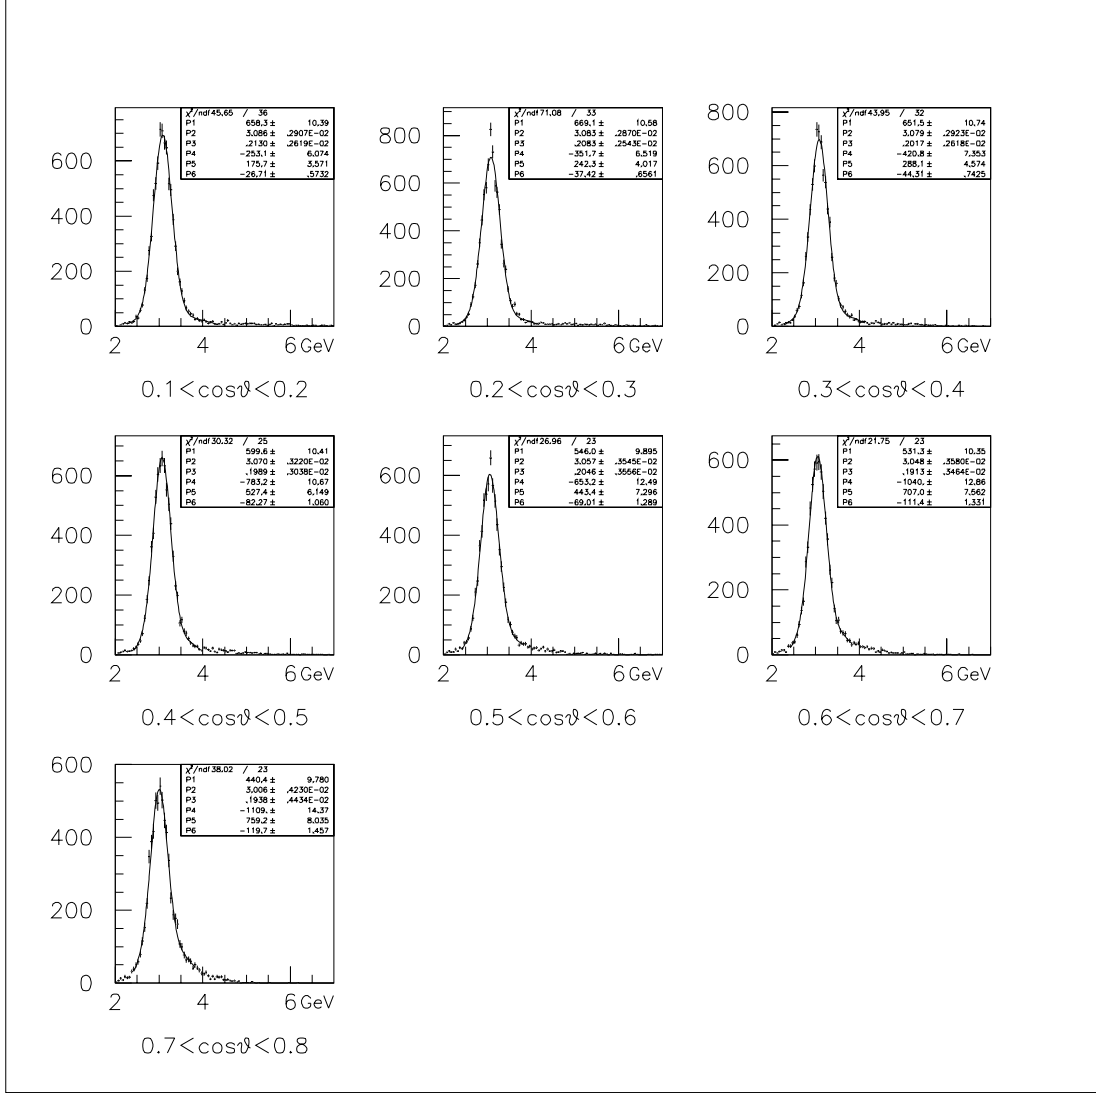 χ²/ndf 45.65 / 36
P1 658.3 ± 10.39
P2 3.086 ± .2907E-02
P3 .2130 ± .2619E-02
P4 -253.1 ± 6.074
P5 175.7 ± 3.571
P6 -26.71 ± .5732
600
400
200
0
2 4 6 GeV
0.1<cosϑ<0.2
χ²/ndf 71.08 / 33
P1 669.1 ± 10.58
P2 3.083 ± .2870E-02
P3 .2083 ± .2543E-02
P4 -351.7 ± 6.519
P5 242.3 ± 4.017
P6 -37.42 ± .6561
800
600
400
200
0
2 4 6 GeV
0.2<cosϑ<0.3
χ²/ndf 43.95 / 32
P1 651.5 ± 10.74
P2 3.079 ± .2923E-02
P3 .2017 ± .2618E-02
P4 -420.8 ± 7.353
P5 288.1 ± 4.574
P6 -44.31 ± .7425
800
600
400
200
0
2 4 6 GeV
0.3<cosϑ<0.4
χ²/ndf 30.32 / 25
P1 599.6 ± 10.41
P2 3.070 ± .3220E-02
P3 .1989 ± .3038E-02
P4 -783.2 ± 10.67
P5 527.4 ± 6.149
P6 -82.27 ± 1.060
600
400
200
0
2 4 6 GeV
0.4<cosϑ<0.5
χ²/ndf 26.96 / 23
P1 546.0 ± 9.895
P2 3.057 ± .3545E-02
P3 .2046 ± .3556E-02
P4 -653.2 ± 12.49
P5 443.4 ± 7.296
P6 -69.01 ± 1.289
600
400
200
0
2 4 6 GeV
0.5<cosϑ<0.6
χ²/ndf 21.75 / 23
P1 531.3 ± 10.35
P2 3.048 ± .3580E-02
P3 .1913 ± .3464E-02
P4 -1040. ± 12.86
P5 707.0 ± 7.562
P6 -111.4 ± 1.331
600
400
200
0
2 4 6 GeV
0.6<cosϑ<0.7
χ²/ndf 38.02 / 23
P1 440.4 ± 9.780
P2 3.006 ± .4230E-02
P3 .1938 ± .4434E-02
P4 -1109. ± 14.37
P5 759.2 ± 8.035
P6 -119.7 ± 1.457
600
400
200
0
2 4 6 GeV
0.7<cosϑ<0.8